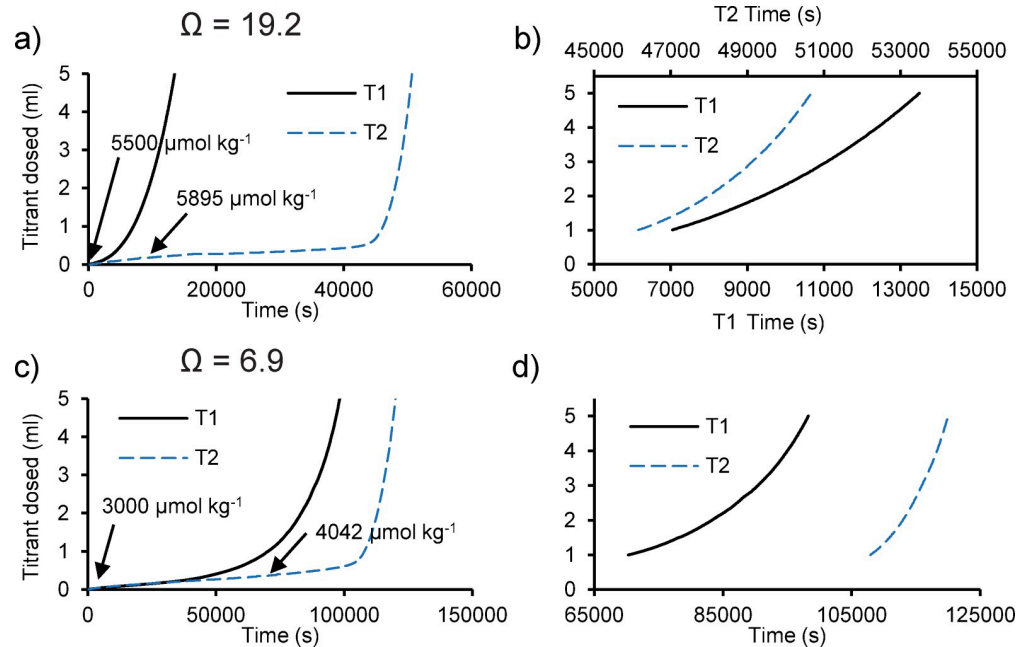 a)
Ω = 19.2
5
4
3
2
1
0
Titrant dosed (ml)
T1
T2
5500 µmol kg⁻¹
5895 µmol kg⁻¹
0 20000 40000 60000
Time (s)
b)
T2 Time (s)
45000 47000 49000 51000 53000 55000
5
4
3
2
1
0
T1
T2
5000 7000 9000 11000 13000 15000
T1 Time (s)
c)
Ω = 6.9
5
4
3
2
1
0
Titrant dosed (ml)
T1
T2
3000 µmol kg⁻¹
4042 µmol kg⁻¹
0 50000 100000 150000
Time (s)
d)
5
4
3
2
1
0
T1
T2
65000 85000 105000 125000
Time (s)